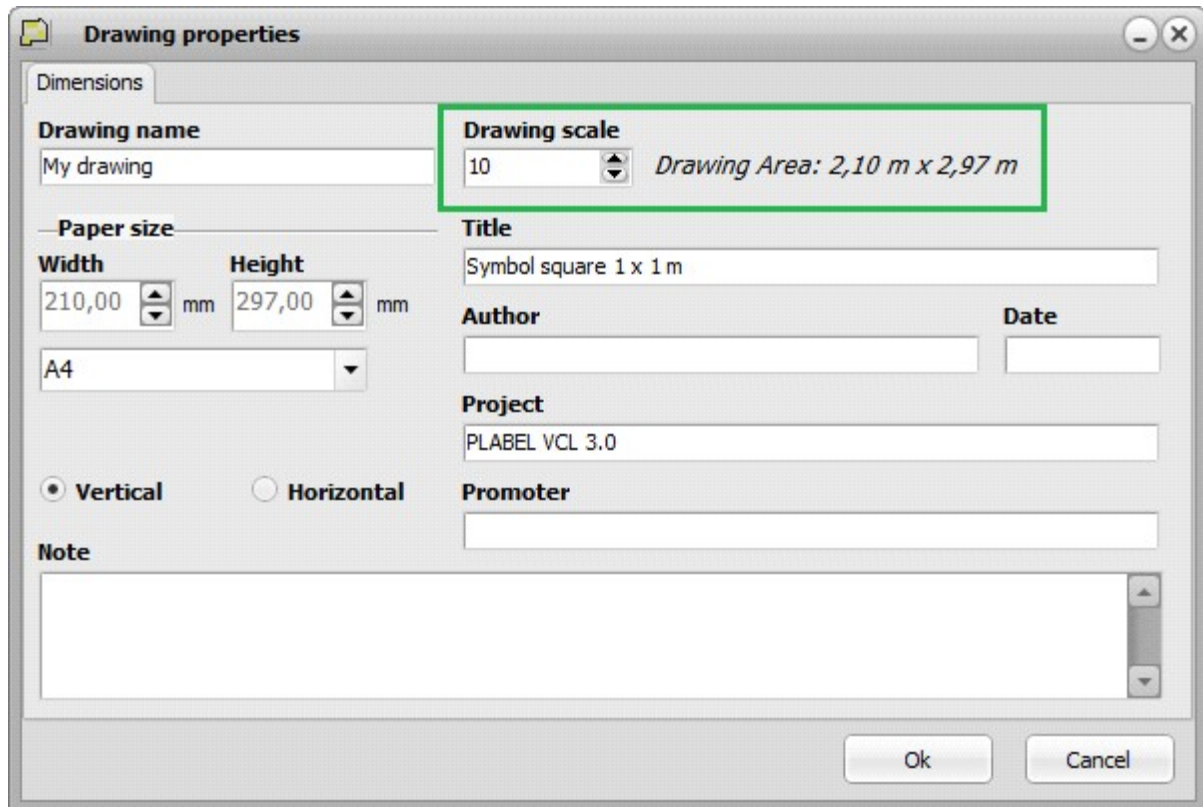 Drawing properties
Dimensions
Drawing name
My drawing
Drawing scale
10
Drawing Area: 2,10 m x 2,97 m
Paper size
Width Height
210,00 mm 297,00 mm
A4
Vertical Horizontal
Title
Symbol square 1 x 1 m
Author Date
Project
PLABEL VCL 3.0
Promoter
Note
Ok Cancel